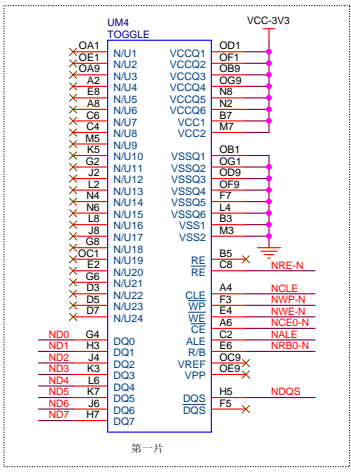 UM4
TOGGLE
VCC-3V3
OA1 N/U1 VCCQ1 OD1
OE1 N/U2 VCCQ2 OF1
OA9 N/U3 VCCQ3 OB9
A2 N/U4 VCCQ4 OG9
E8 N/U5 VCCQ5 N8
A8 N/U6 VCCQ6 N2
C6 N/U7 VCC1 B7
C4 N/U8 VCC2 M7
M5 N/U9
K5 N/U10 VSSQ1 OB1
G2 N/U11 VSSQ2 OG1
J2 N/U12 VSSQ3 OD9
L2 N/U13 VSSQ4 OF9
N4 N/U14 VSSQ5 F7
N6 N/U15 VSSQ6 L4
L8 N/U16 VSS1 B3
J8 N/U17 VSS2 M3
G8 N/U18
OC1 N/U19 RE B5
E2 N/U20 RE C8 NRE-N
G6 N/U21
D3 N/U22 CLE A4 NCLE
D5 N/U23 WP F3 NWP-N
D7 N/U24 WE E4 NWE-N
CE A6 NCE0-N
ND0 G4 DQ0 ALE C2 NALE
ND1 H3 DQ1 R/B E6 NRB0-N
ND2 J4 DQ2 VREF OC9
ND3 K3 DQ3 VPP OE9
ND4 L6 DQ4
ND5 K7 DQ5 DQS H5 NDQS
ND6 J6 DQ6 DQS F5
ND7 H7 DQ7
第一片